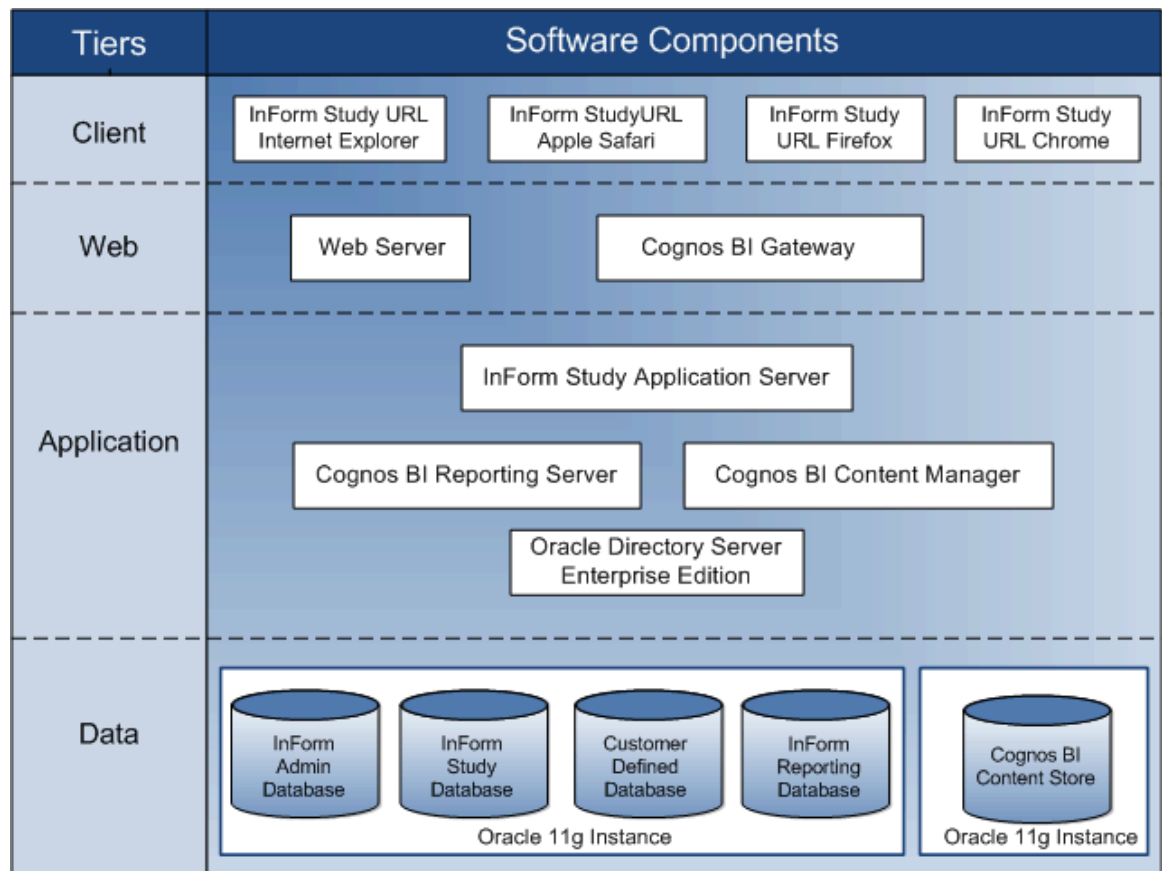 Tiers
Software Components
Client
InForm Study URL
Internet Explorer
InForm StudyURL
Apple Safari
InForm Study
URL Firefox
InForm Study
URL Chrome
Web
Web Server
Cognos BI Gateway
Application
InForm Study Application Server
Cognos BI Reporting Server
Cognos BI Content Manager
Oracle Directory Server
Enterprise Edition
Data
InForm
Admin
Database
InForm
Study
Database
Customer
Defined
Database
InForm
Reporting
Database
Oracle 11g Instance
Cognos BI
Content Store
Oracle 11g Instance